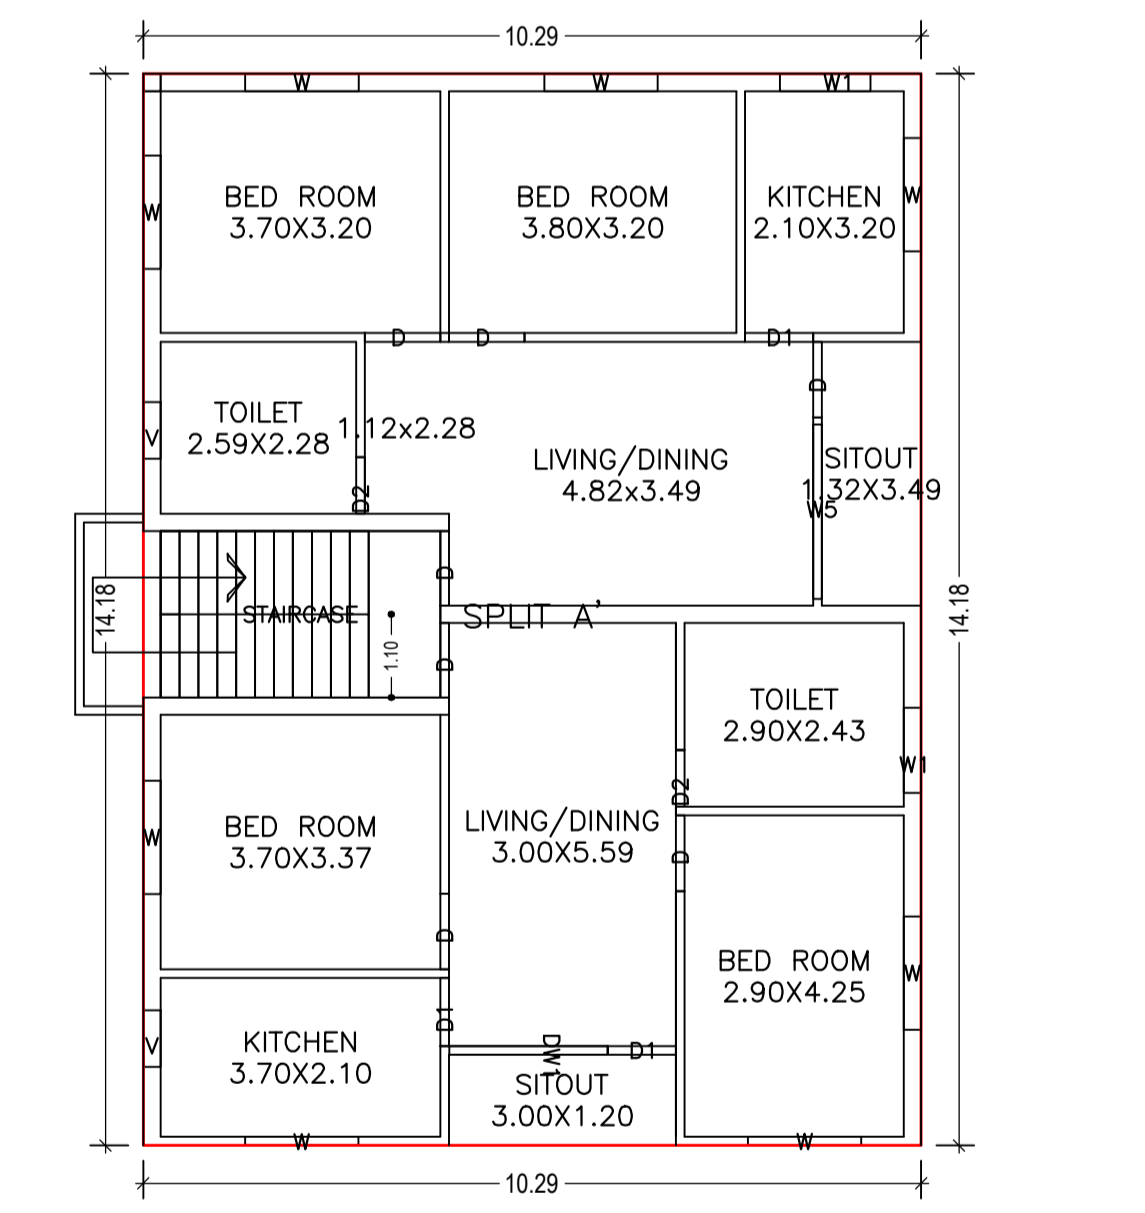 10.29
W
W
W1
W
W
BED ROOM
3.70X3.20
BED ROOM
3.80X3.20
KITCHEN
2.10X3.20
D
D
D1
D
TOILET
2.59X2.28
1.12x2.28
V
D2
LIVING/DINING
4.82x3.49
SITOUT
1.32X3.49
W5
14.18
14.18
D
STAIRCASE
1.10
SPLIT A'
D
TOILET
2.90X2.43
W1
D2
BED ROOM
3.70X3.37
W
LIVING/DINING
3.00X5.59
D
D
BED ROOM
2.90X4.25
W
D1
KITCHEN
3.70X2.10
V
DW1
D1
SITOUT
3.00X1.20
W
W
10.29